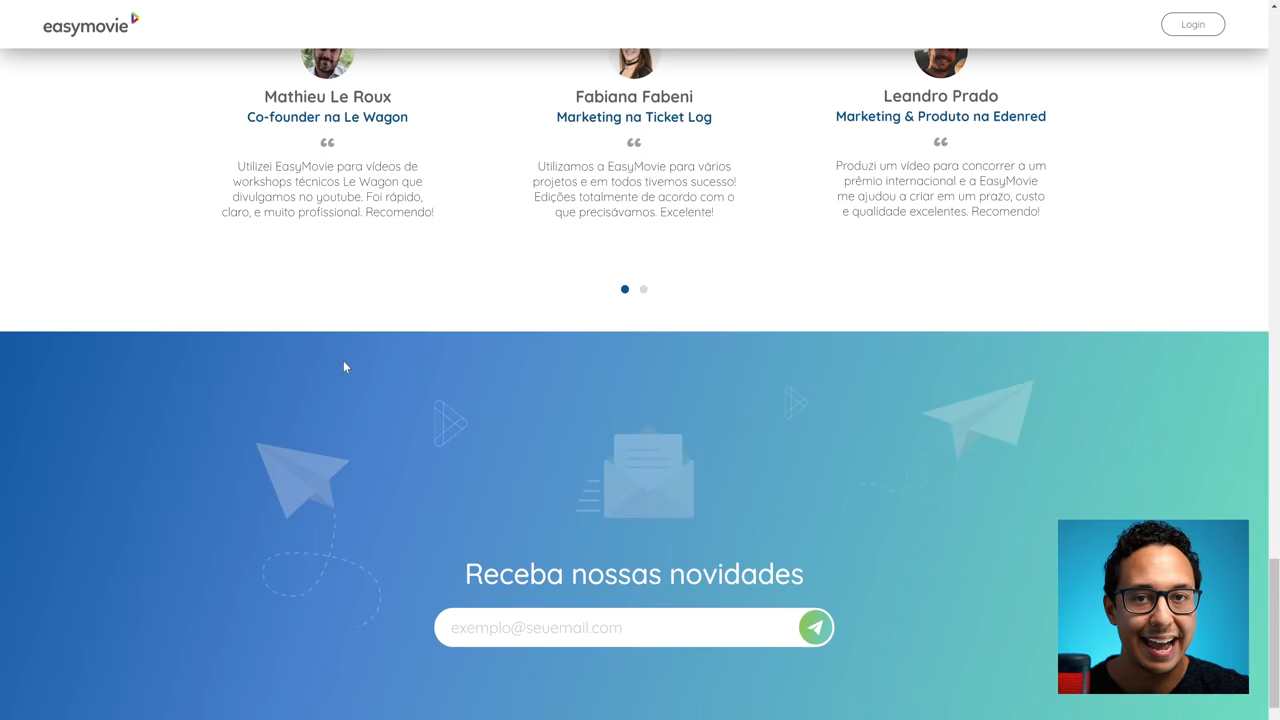 easymovie
Login
Mathieu Le Roux
Co-founder na Le Wagon
Utilizei EasyMovie para vídeos de
workshops técnicos Le Wagon que
divulgamos no youtube. Foi rápido,
claro, e muito profissional. Recomendo!
Fabiana Fabeni
Marketing na Ticket Log
Utilizamos a EasyMovie para vários
projetos e em todos tivemos sucesso!
Edições totalmente de acordo com o
que precisávamos. Excelente!
Leandro Prado
Marketing & Produto na Edenred
Produzi um vídeo para concorrer a um
prêmio internacional e a EasyMovie
me ajudou a criar em um prazo, custo
e qualidade excelentes. Recomendo!
Receba nossas novidades
exemplo@seuemail.com